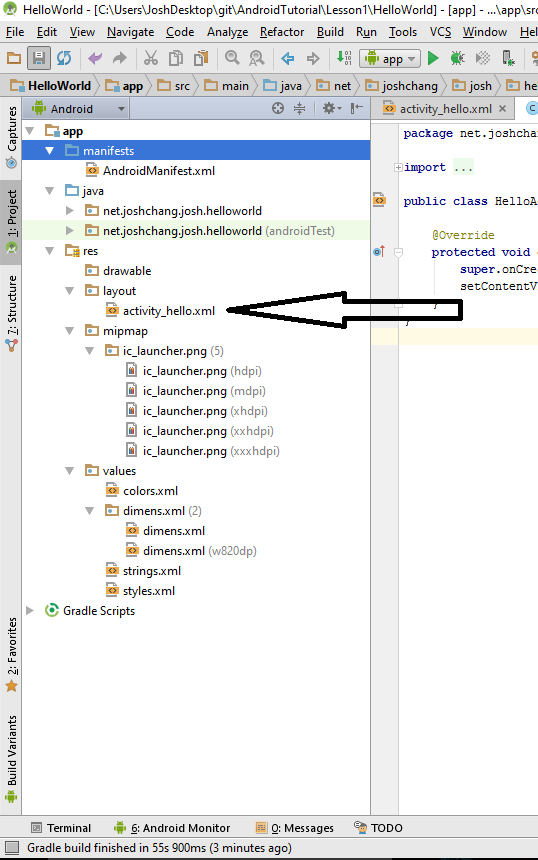 HelloWorld - [C:\Users\JoshDesktop\git\AndroidTutorial\Lesson1\HelloWorld] - [app] - ...\app\src
File Edit View Navigate Code Analyze Refactor Build Run Tools VCS Window
app
HelloWorld app src main java net joshchang josh
Android
activity_hello.xml
Captures
1: Project
7: Structure
2: Favorites
Build Variants
app
manifests
AndroidManifest.xml
java
net.joshchang.josh.helloworld
net.joshchang.josh.helloworld (androidTest)
res
drawable
layout
activity_hello.xml
mipmap
ic_launcher.png (5)
ic_launcher.png (hdpi)
ic_launcher.png (mdpi)
ic_launcher.png (xhdpi)
ic_launcher.png (xxhdpi)
ic_launcher.png (xxxhdpi)
values
colors.xml
dimens.xml (2)
dimens.xml
dimens.xml (w820dp)
strings.xml
styles.xml
Gradle Scripts
package net.joshchan
import ...
public class HelloA
@Override
protected void
super.onCre
setContentV
}
}
Terminal 6: Android Monitor 0: Messages TODO
Gradle build finished in 55s 900ms (3 minutes ago)